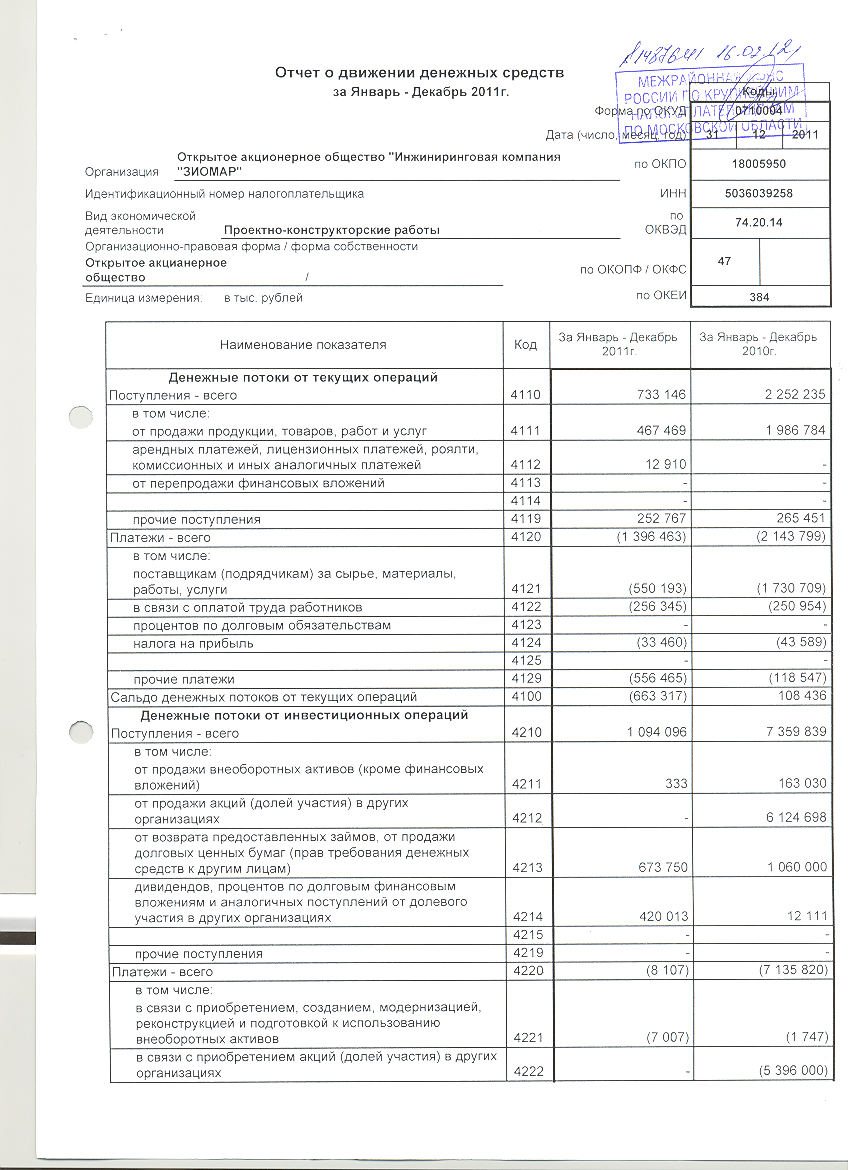 А1487641 16.02.12
Отчет о движении денежных средств
за Январь - Декабрь 2011г.
МЕЖРАЙОННАЯ ИФНС
РОССИИ ПО КРУПНЕЙШИМ
НАЛОГОПЛАТЕЛЬЩИКАМ
ПО МОСКОВСКОЙ ОБЛАСТИ
Коды
Форма по ОКУД 0710004
Дата (число, месяц, год) 31 12 2011
Открытое акционерное общество "Инжиниринговая компания
Организация "ЗИОМАР" по ОКПО 18005950
Идентификационный номер налогоплательщика ИНН 5036039258
Вид экономической по
деятельности Проектно-конструкторские работы ОКВЭД 74.20.14
Организационно-правовая форма / форма собственности
Открытое акцианерное
общество / по ОКОПФ / ОКФС 47
Единица измерения: в тыс. рублей по ОКЕИ 384
Наименование показателя Код За Январь - Декабрь 2011г. За Январь - Декабрь 2010г.
Денежные потоки от текущих операций
Поступления - всего 4110 733 146 2 252 235
в том числе:
от продажи продукции, товаров, работ и услуг 4111 467 469 1 986 784
арендных платежей, лицензионных платежей, роялти,
комиссионных и иных аналогичных платежей 4112 12 910 -
от перепродажи финансовых вложений 4113 - -
4114 - -
прочие поступления 4119 252 767 265 451
Платежи - всего 4120 (1 396 463) (2 143 799)
в том числе:
поставщикам (подрядчикам) за сырье, материалы,
работы, услуги 4121 (550 193) (1 730 709)
в связи с оплатой труда работников 4122 (256 345) (250 954)
процентов по долговым обязательствам 4123 - -
налога на прибыль 4124 (33 460) (43 589)
4125 - -
прочие платежи 4129 (556 465) (118 547)
Сальдо денежных потоков от текущих операций 4100 (663 317) 108 436
Денежные потоки от инвестиционных операций
Поступления - всего 4210 1 094 096 7 359 839
в том числе:
от продажи внеоборотных активов (кроме финансовых
вложений) 4211 333 163 030
от продажи акций (долей участия) в других
организациях 4212 - 6 124 698
от возврата предоставленных займов, от продажи
долговых ценных бумаг (прав требования денежных
средств к другим лицам) 4213 673 750 1 060 000
дивидендов, процентов по долговым финансовым
вложениям и аналогичных поступлений от долевого
участия в других организациях 4214 420 013 12 111
4215 - -
прочие поступления 4219 - -
Платежи - всего 4220 (8 107) (7 135 820)
в том числе:
в связи с приобретением, созданием, модернизацией,
реконструкцией и подготовкой к использованию
внеоборотных активов 4221 (7 007) (1 747)
в связи с приобретением акций (долей участия) в других
организациях 4222 - (5 396 000)